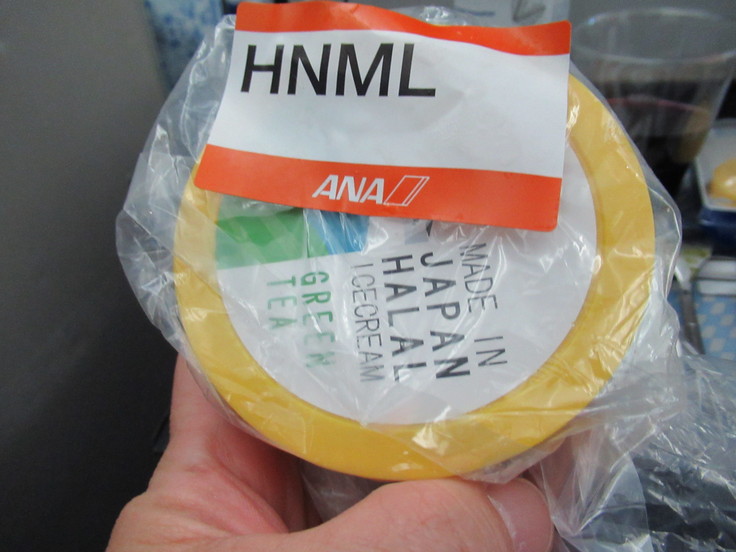 HNML
ANA
MADE IN
JAPAN
HALAL
ICECREAM
GREEN
TEA